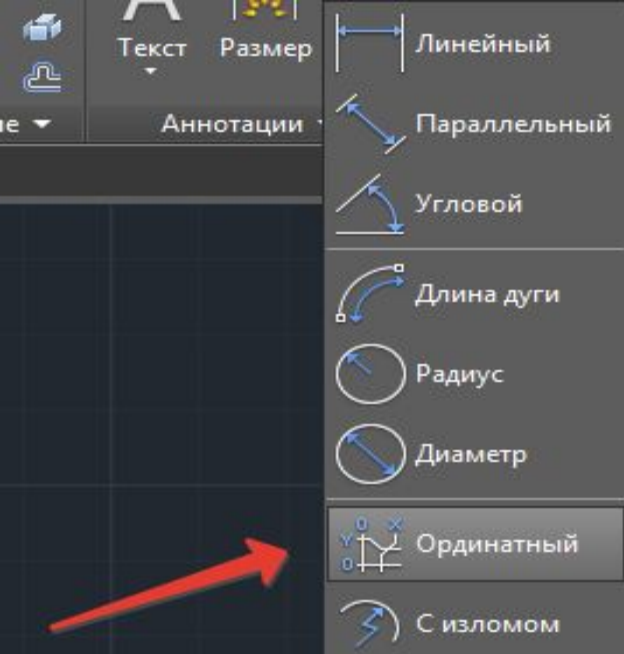 Текст
Размер
Аннотации
Линейный
Параллельный
Угловой
Длина дуги
Радиус
Диаметр
Ординатный
С изломом